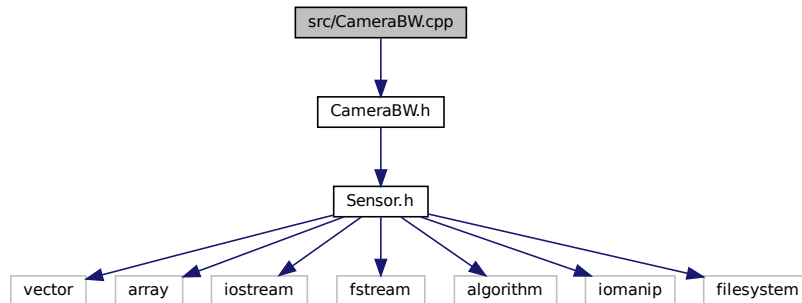 src/CameraBW.cpp
CameraBW.h
Sensor.h
vector
array
iostream
fstream
algorithm
iomanip
filesystem